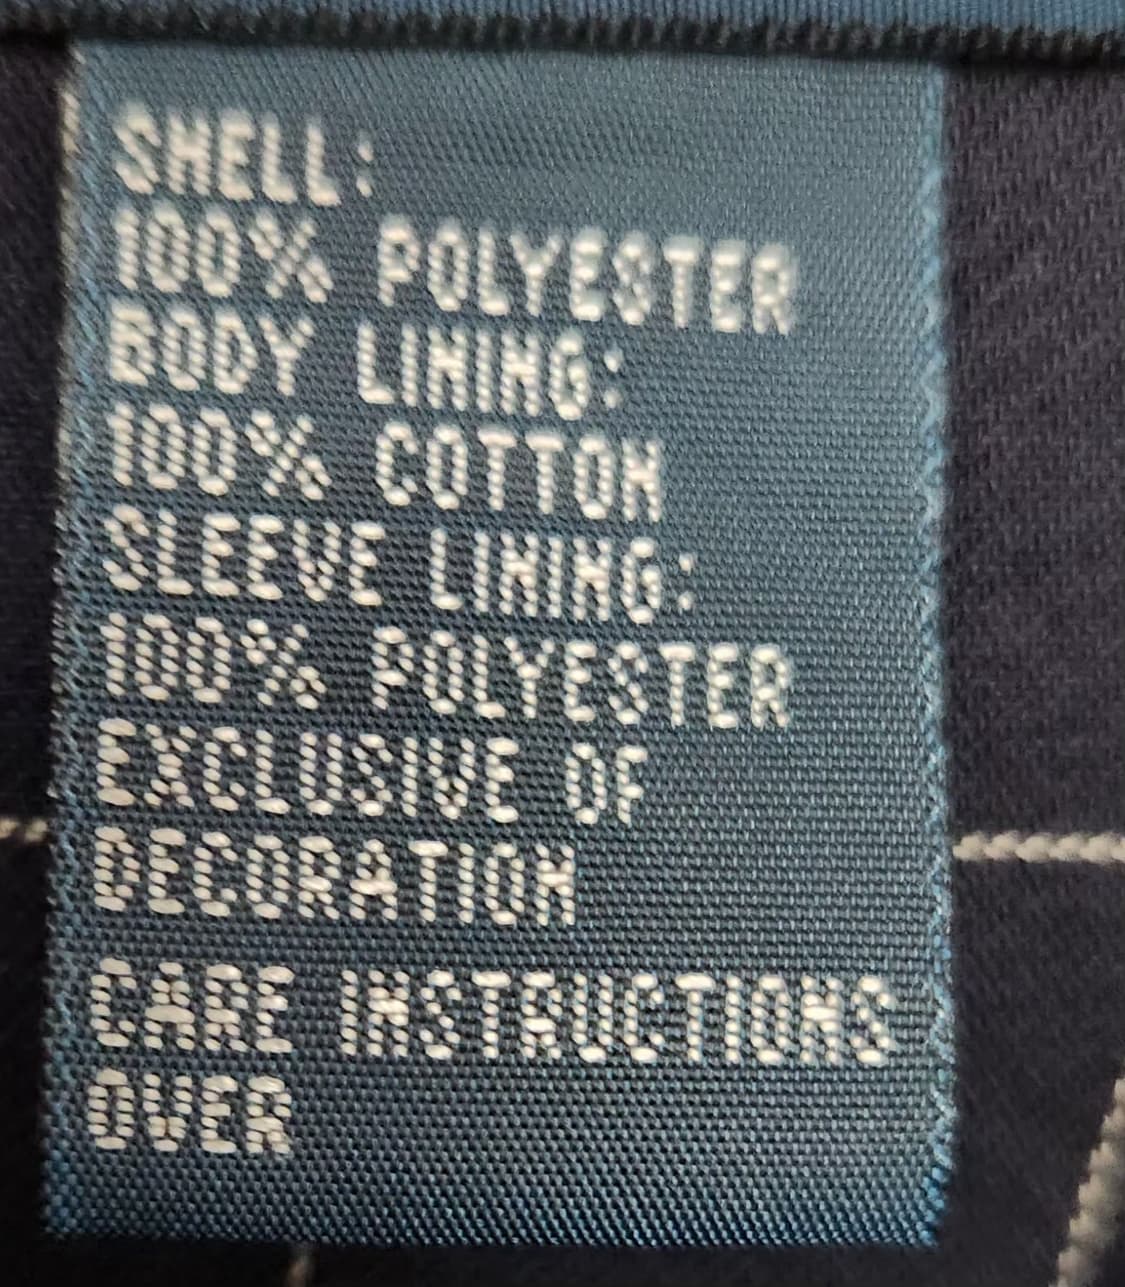 SHELL:
100% POLYESTER
BODY LINING:
100% COTTON
SLEEVE LINING:
100% POLYESTER
EXCLUSIVE OF
DECORATION
CARE INSTRUCTIONS
OVER